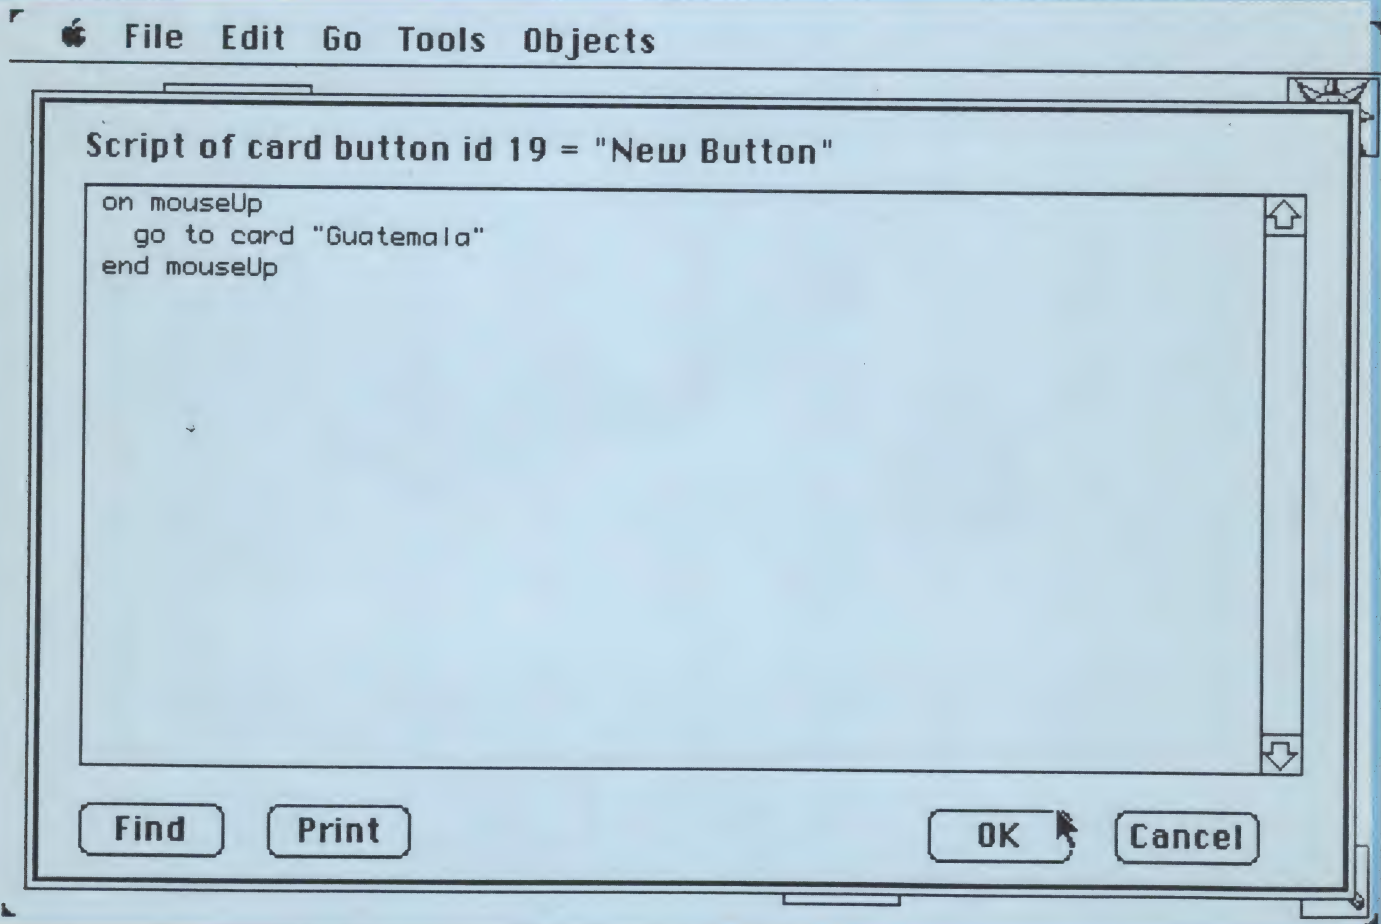 File Edit Go Tools Objects
Script of card button id 19 = "New Button"
on mouseUp
go to card "Guatemala"
end mouseUp
Find Print OK Cancel